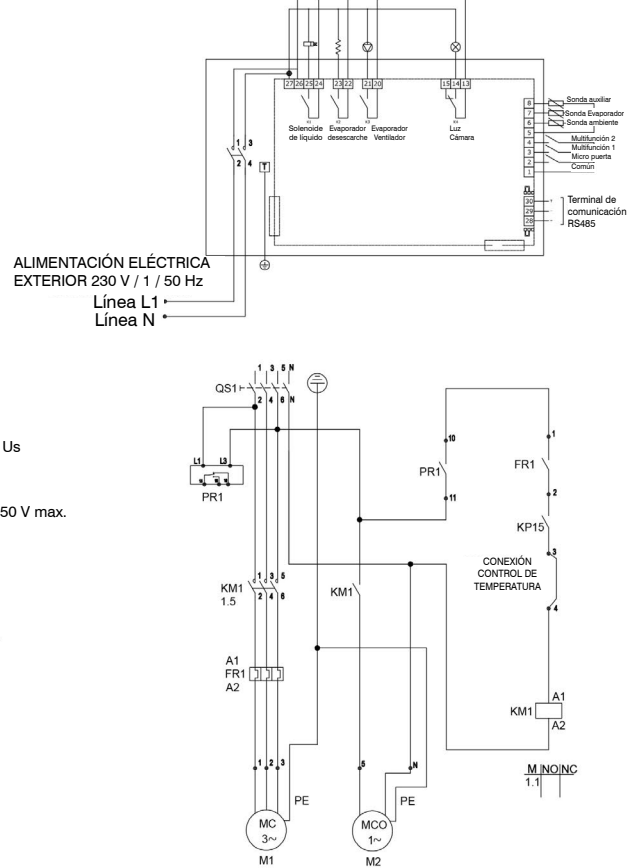 27 26 25 24 23 22 21 20 15 14 13
K1 K2 K3 K4
Solenoide de líquido
Evaporador desescarche
Evaporador Ventilador
Luz Cámara
8 Sonda auxiliar
7 Sonda Evaporador
6 Sonda ambiente
5
4 Multifunción 2
3 Multifunción 1
2 Micro puerta
1 Común
30 +
29
28 -
Terminal de
comunicación
RS485
1 3
2 4
T
ALIMENTACIÓN ELÉCTRICA
EXTERIOR 230 V / 1 / 50 Hz
Línea L1
Línea N
1 3 5 N
QS1
2 4 6 N
Us
L1 L3
PR1
50 V max.
10
PR1
11
1
FR1
2
KP15
3
CONEXIÓN
CONTROL DE
TEMPERATURA
4
1 3 5
KM1
1.5
2 4 6
KM1
A1
FR1
A2
A1
KM1
A2
1 2 3
PE
5 N
PE
M NO NC
1.1
MC
3~
M1
MCO
1~
M2